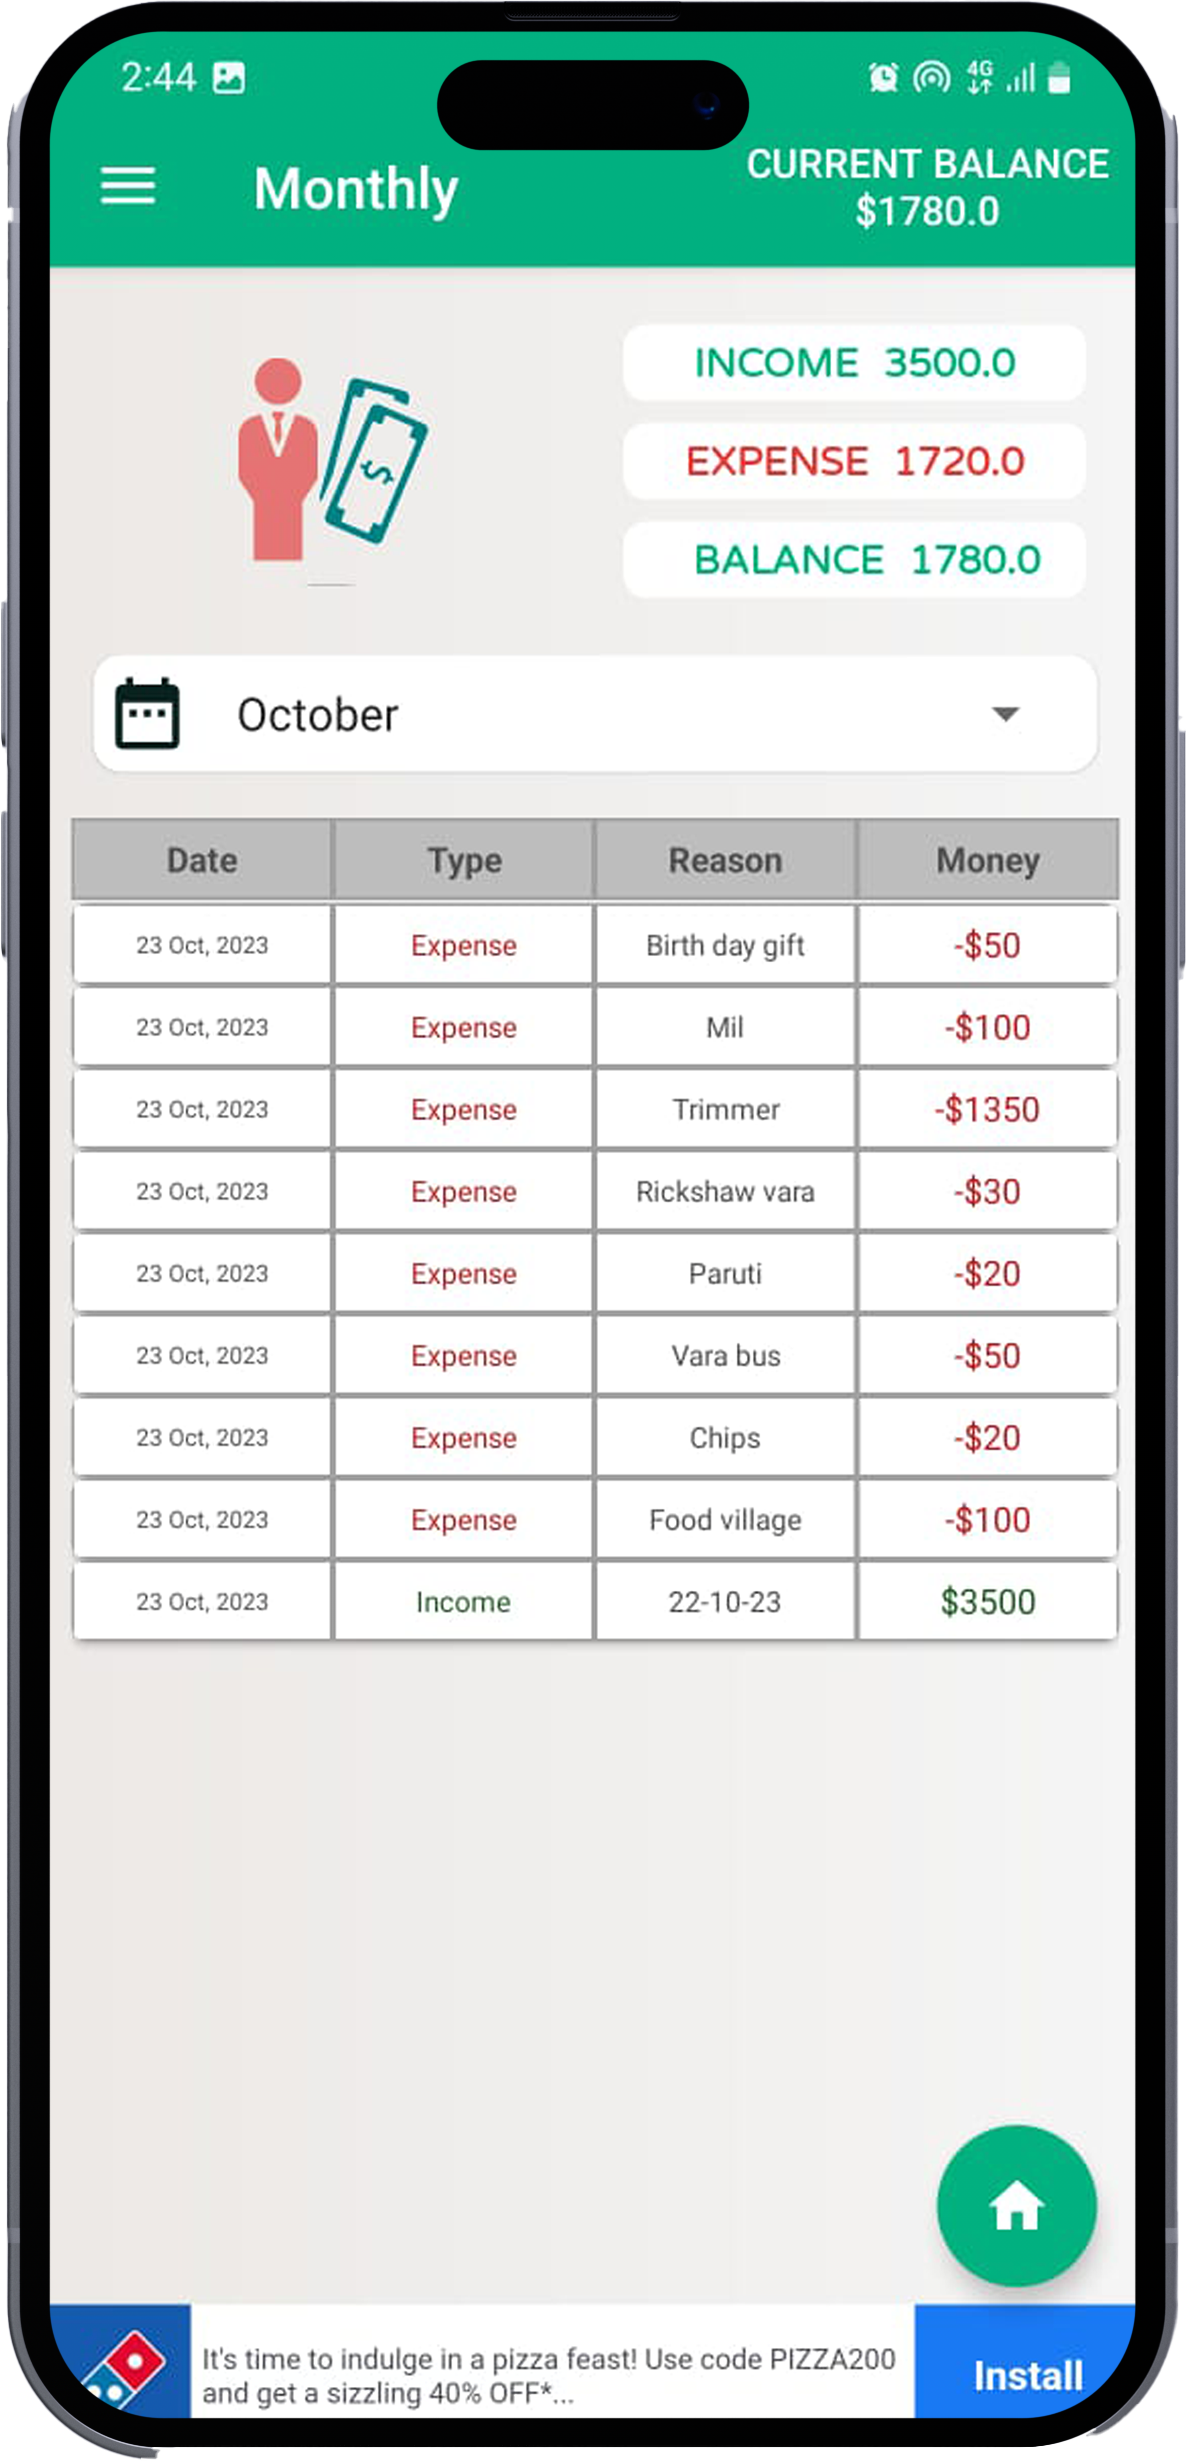 2:44
4G
Monthly
CURRENT BALANCE
$1780.0
INCOME 3500.0
$
EXPENSE 1720.0
BALANCE 1780.0
October
Date Type Reason Money
23 Oct, 2023 Expense Birth day gift -$50
23 Oct, 2023 Expense Mil -$100
23 Oct, 2023 Expense Trimmer -$1350
23 Oct, 2023 Expense Rickshaw vara -$30
23 Oct, 2023 Expense Paruti -$20
23 Oct, 2023 Expense Vara bus -$50
23 Oct, 2023 Expense Chips -$20
23 Oct, 2023 Expense Food village -$100
23 Oct, 2023 Income 22-10-23 $3500
It's time to indulge in a pizza feast! Use code PIZZA200
and get a sizzling 40% OFF*...
Install